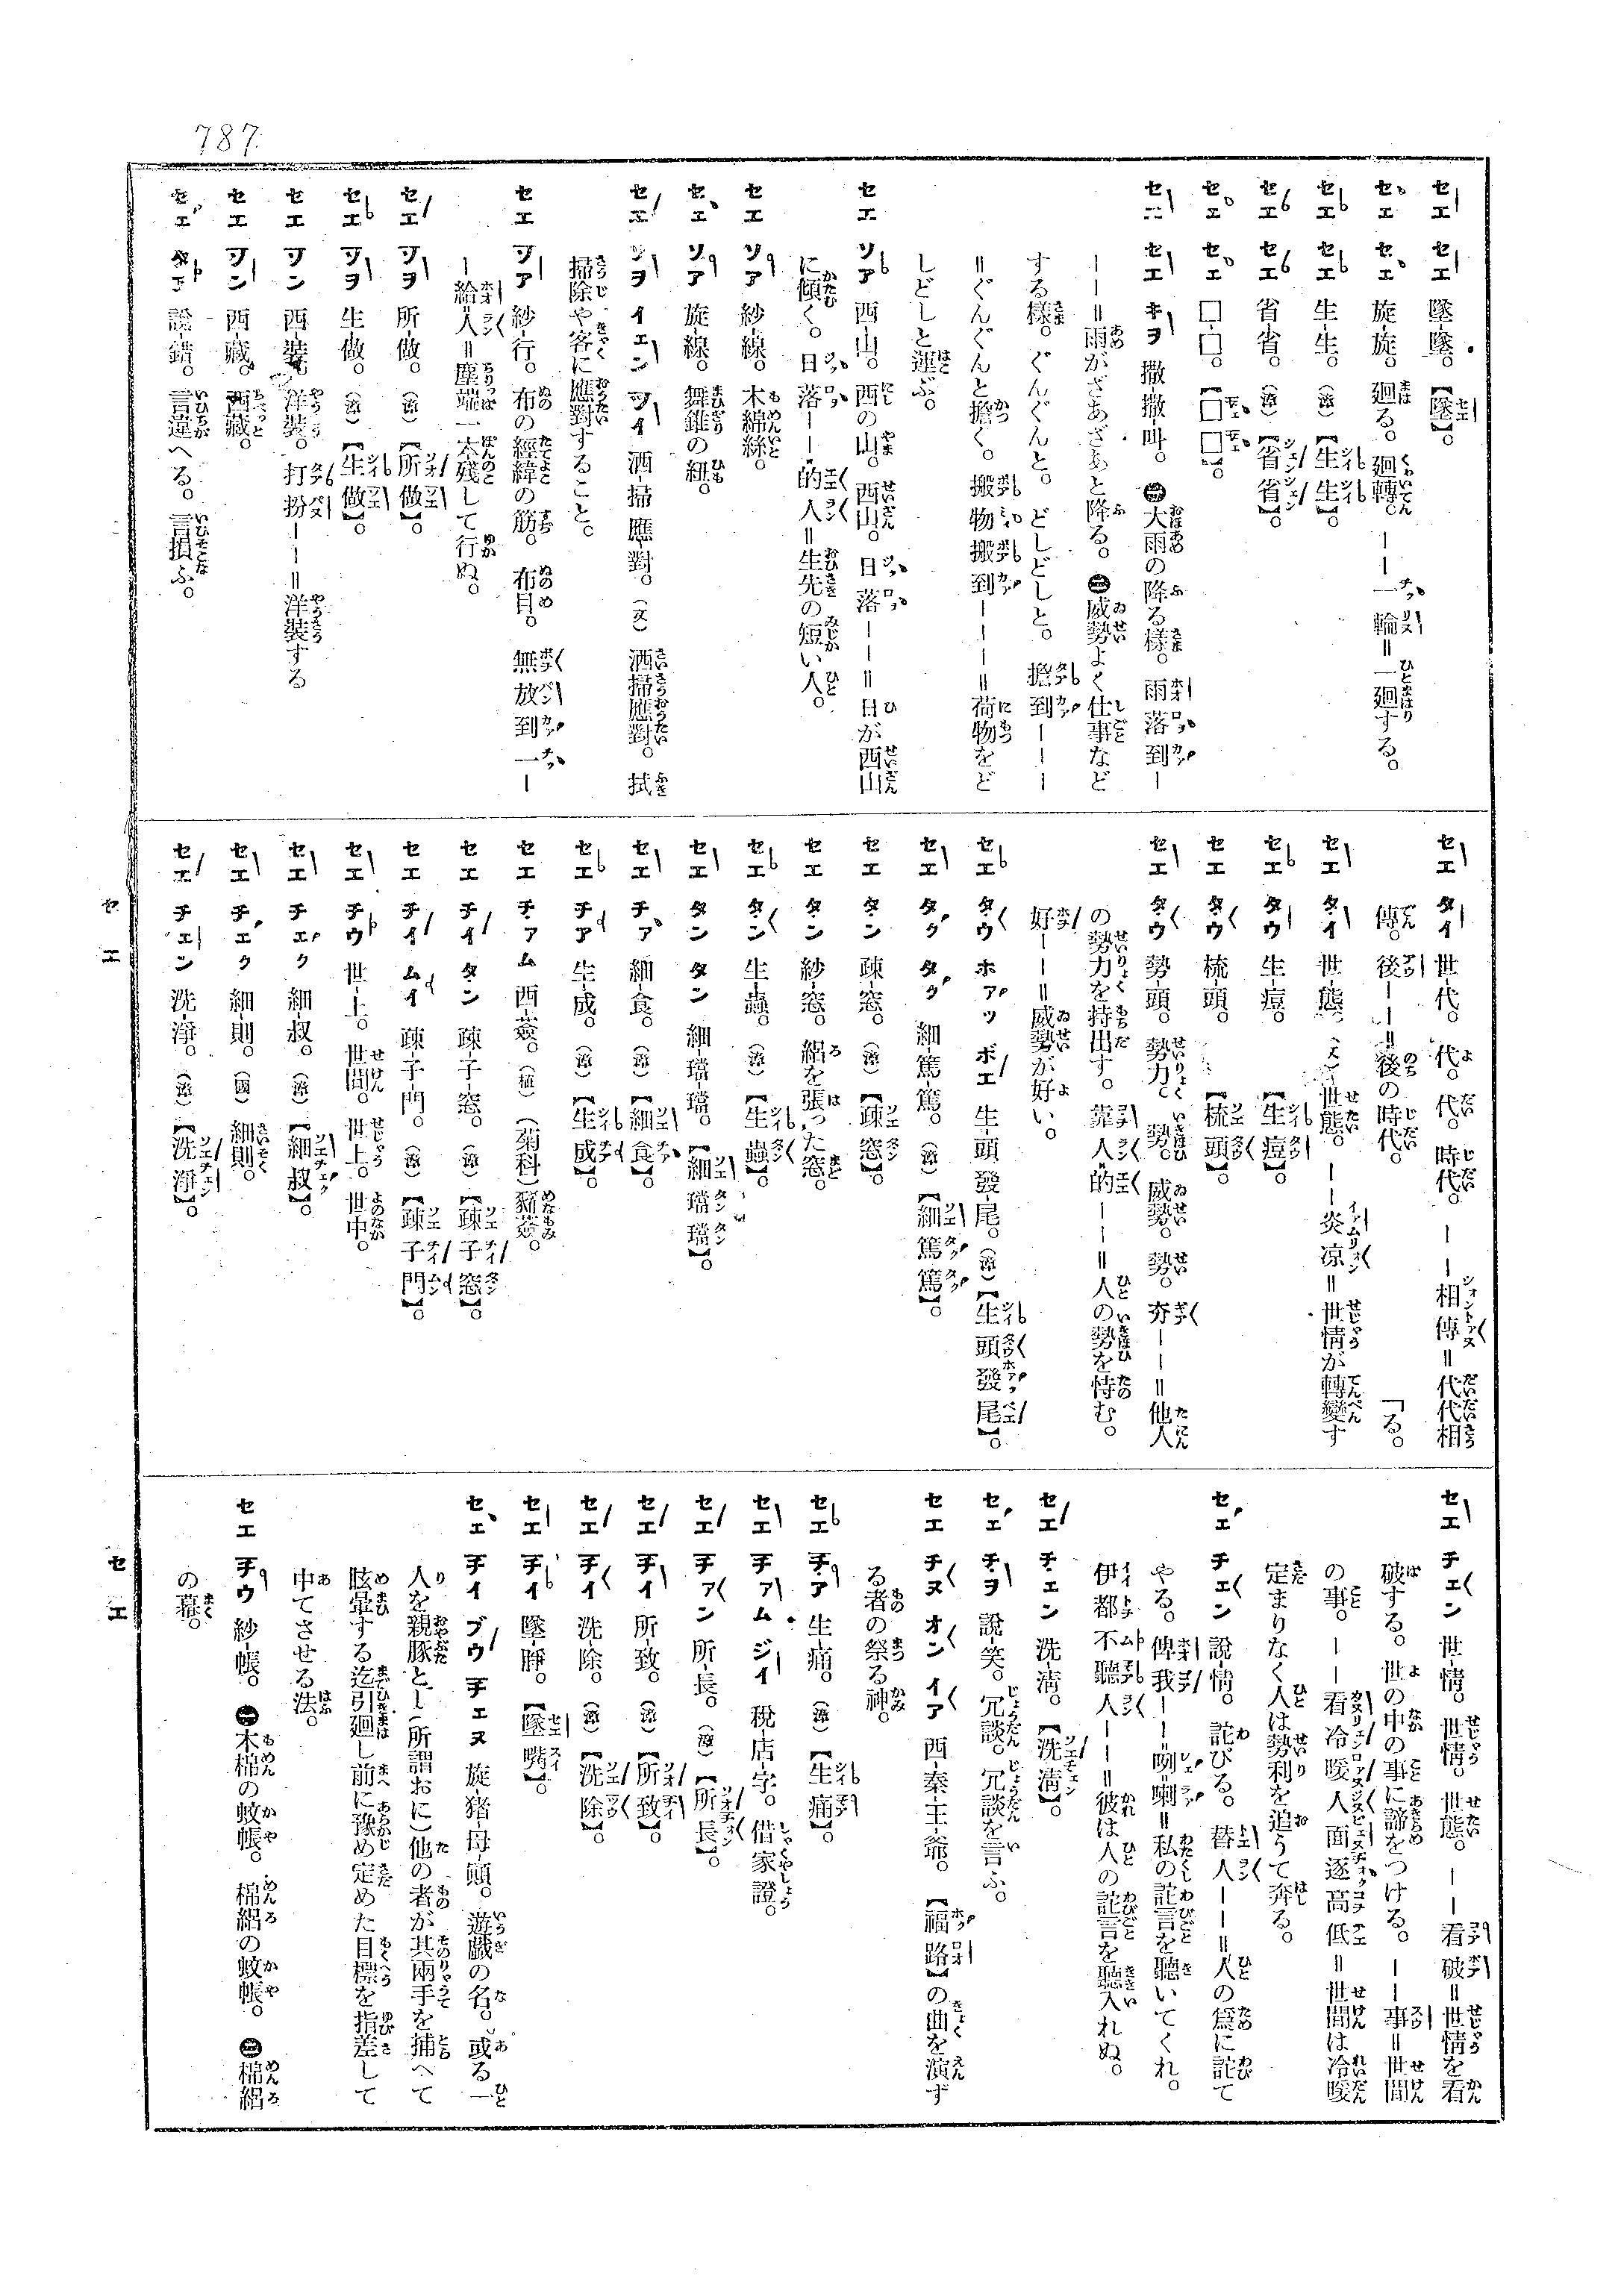 787
セエ セエ 墜-墜。【墜】。
セエ セエ 旋-旋。廻る。廻轉。ーー一輪＝一廻する。
セエ セエ 生-生。（漳）【生生】。
セエ セエ 省省。（漳）【省省】。
セエ セエ □-□。【□□】。
セエ セエ キヲ 撒-撒-叫。㊀大雨の降る樣。雨落到ー
ーー＝雨がざあざあと降る。㊁威勢よく仕事など
する樣。ぐんぐんと。どしどしと。擔到ーーー
＝ぐんぐんと擔く。搬物搬到ーーー＝荷物をど
しどしと運ぶ。
セエ ソア 西-山。西の山。西山。日落ーー＝日が西山
に傾く。日落ーー的人＝生先の短い人。
セエ ソア 紗-線。木綿絲。
セエ ソア 旋-線。舞錐の紐。
セエ ソヲ イエン ヲイ 洒-掃-應-對。（文）洒掃應對。拭
掃除や客に應對すること。
セエ ソア 紗-行。布の經緯の筋。布目。無放到一ー
ー給人＝塵端一本殘して行ぬ。
セエ ソヲ 所-做。（漳）【所做】。
セエ ソヲ 生-做。（漳）【生做】。
セエ ソン 西-裝。洋裝。打扮ーー＝洋裝する
セエ ソン 西-藏。西藏。
セエ タエ 說-錯。言違へる。言損ふ。
セエ タイ 世-代。代。代。時代。ーー相傳＝代代相
傳。後ーー＝後の時代。
「る。
セエ タイ 世-態。（文）世態。ーー炎凉＝世情が轉變す
セエ タウ 生-痘。【生痘】。
セエ タウ 梳-頭。【梳頭】。
セエ タウ 勢-頭。勢力。勢。威勢。勢。夯ーー＝他人
の勢力を持出す。靠人的ーー＝人の勢を恃む。
好ーー＝威勢が好い。
セエ タウ ホアッ ボエ 生-頭-發-尾。（漳）【生頭發尾】。
セエ タク タク 細-篤-篤。（漳）【細篤篤】。
セエ タン 疎-窓。（漳）【疎窓】。
セエ タン 紗-窓。絽を張った窓。
セエ タン 生-蟲。（漳）【生蟲】。
セエ タン タン 細-璫-璫。【細璫璫】。
セエ チア 細-食。（漳）【細食】。
セエ チア 生-成。（漳）【生成】。
セエ チアム 西-薟。（植）（菊科）豨薟。
セエ チイ タン 疎-子-窓。（漳）【疎子窓】。
セエ チイ ムイ 疎-子-門。（漳）【疎子門】。
セエ チウ 世-上。世間。世上。世中。
セエ チエク 細-叔。（漳）【細叔】。
セエ チエク 細-則。（國）細則。
セエ チエン 洗-淨。（漳）【洗淨】。
セエ チエン 世-情。世情。世態。ーー看破＝世情を看
破する。世の中の事に諦をつける。ーー事＝世間
の事。ーー看冷暖人面逐高低＝世間は冷暖
定まりなく人は勢利を追うて奔る。
セエ チエン 說-情。詫びる。替人ーー＝人の爲に詫て
やる。俾我ーー咧喇＝私の詫言を聽いてくれ。
伊都不聽人ーー＝彼は人の詫言を聽入れぬ。
セエ チエン 洗-淸。【洗淸】。
セエ チヲ 說-笑。冗談。冗談を言ふ。
セエ チヌ オン イア 西-秦-王-爺。【福路】の曲を演ず
る者の祭る神。
セエ チア 生-痛。（漳）【生痛】。
セエ チアム ジイ 稅-店-字。借家證。
セエ チアン 所-長。（漳）【所長】。
セエ チイ 所-致。（漳）【所致】。
セエ チイ 洗-除。（漳）【洗除】。
セエ チイ 墜-䐗。【墜嘴】。
セエ チイ ブウ チエヌ 旋-猪-母-顚。遊戲の名。或る一
人を親豚とし（所謂おに）他の者が其兩手を捕へて
眩暈する迄引廻し前に豫め定めた目標を指差して
中てさせる法。
セエ チウ 紗-帳。㊀木棉の蚊帳。棉絽の蚊帳。㊁棉絽
の幕。
セエ
セエ